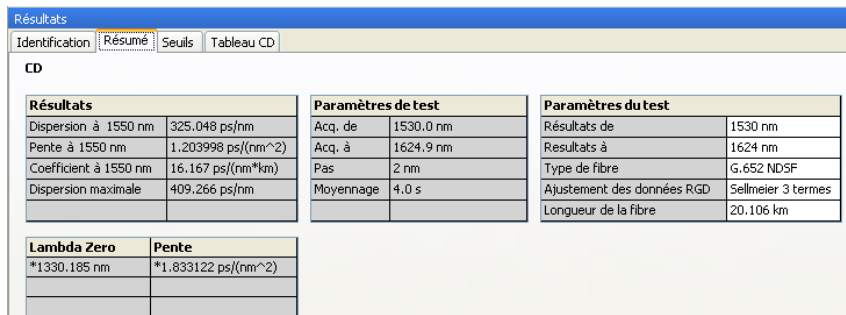 Résultats
Identification Résumé Seuils Tableau CD
CD
Résultats
Dispersion à 1550 nm 325.048 ps/nm
Pente à 1550 nm 1.203998 ps/(nm^2)
Coefficient à 1550 nm 16.167 ps/(nm*km)
Dispersion maximale 409.266 ps/nm
Paramètres de test
Acq. de 1530.0 nm
Acq. à 1624.9 nm
Pas 2 nm
Moyennage 4.0 s
Paramètres du test
Résultats de 1530 nm
Resultats à 1624 nm
Type de fibre G.652 NDSF
Ajustement des données RGD Sellmeier 3 termes
Longueur de la fibre 20.106 km
Lambda Zero Pente
*1330.185 nm *1.833122 ps/(nm^2)